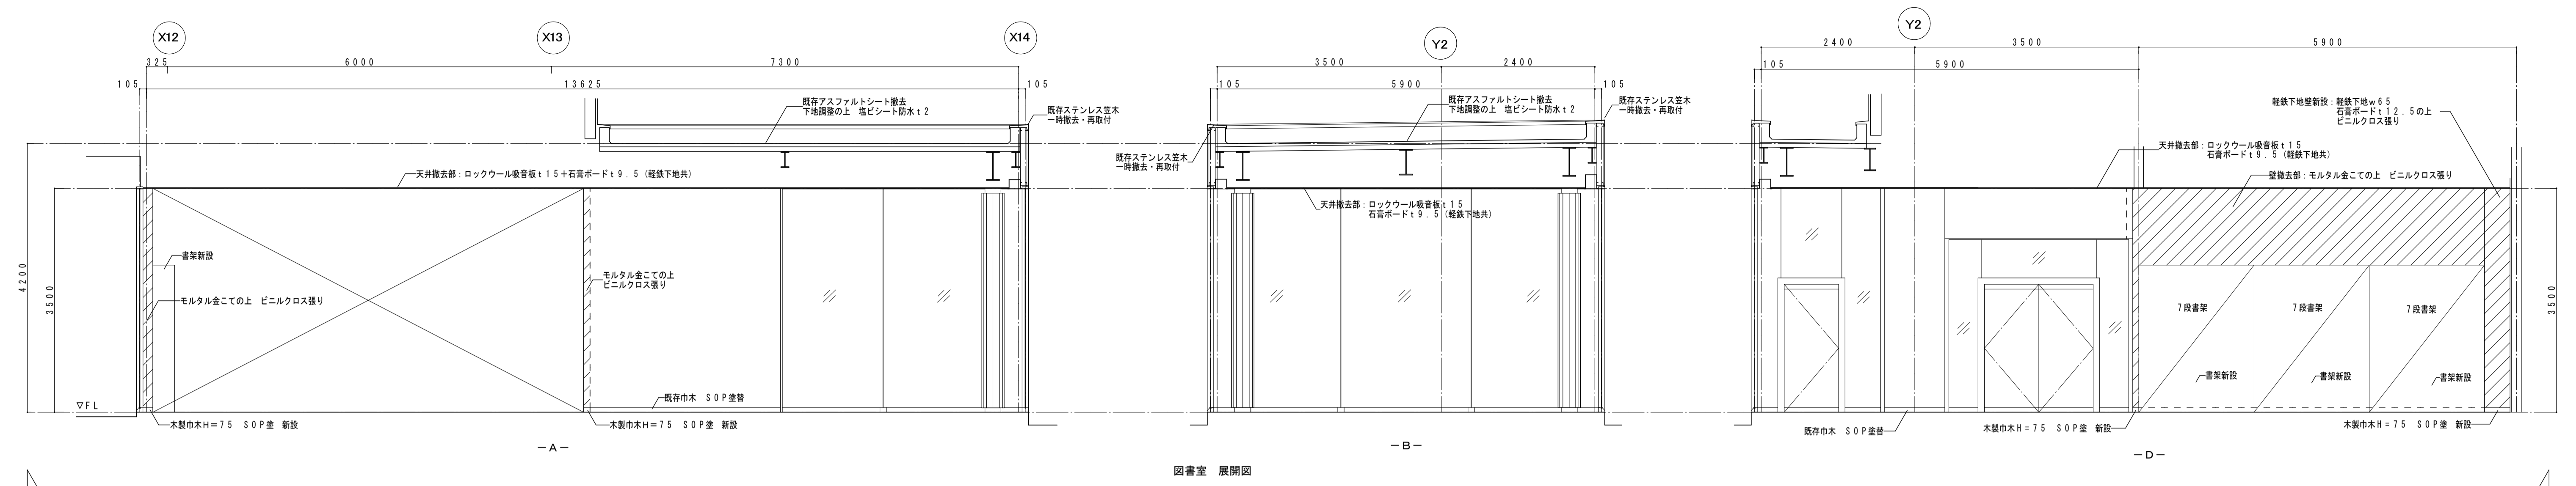 X12
X13
X14
325
6000
7300
105
13625
105
既存アスファルトシート撤去
下地調整の上　塩ビシート防水ｔ２
既存ステンレス笠木
一時撤去・再取付
天井撤去部：ロックウール吸音板ｔ１５＋石膏ボードｔ９．５（軽鉄下地共）
4200
3500
書架新設
モルタル金こての上　ビニルクロス張り
モルタル金こての上
ビニルクロス張り
既存巾木　ＳＯＰ塗替
▽ＦＬ
木製巾木Ｈ＝７５　ＳＯＰ塗　新設
木製巾木Ｈ＝７５　ＳＯＰ塗　新設
－Ａ－
Y2
3500
2400
105
5900
105
既存アスファルトシート撤去
下地調整の上　塩ビシート防水ｔ２
既存ステンレス笠木
一時撤去・再取付
既存ステンレス笠木
一時撤去・再取付
天井撤去部：ロックウール吸音板ｔ１５
石膏ボードｔ９．５（軽鉄下地共）
－Ｂ－
図書室　展開図
Y2
2400
3500
5900
105
5900
軽鉄下地壁新設：軽鉄下地ｗ６５
石膏ボードｔ１２．５の上
ビニルクロス張り
天井撤去部：ロックウール吸音板ｔ１５
石膏ボードｔ９．５（軽鉄下地共）
壁撤去部：モルタル金こての上　ビニルクロス張り
７段書架
７段書架
７段書架
書架新設
書架新設
書架新設
3500
既存巾木　ＳＯＰ塗替
木製巾木Ｈ＝７５　ＳＯＰ塗　新設
木製巾木Ｈ＝７５　ＳＯＰ塗　新設
－Ｄ－